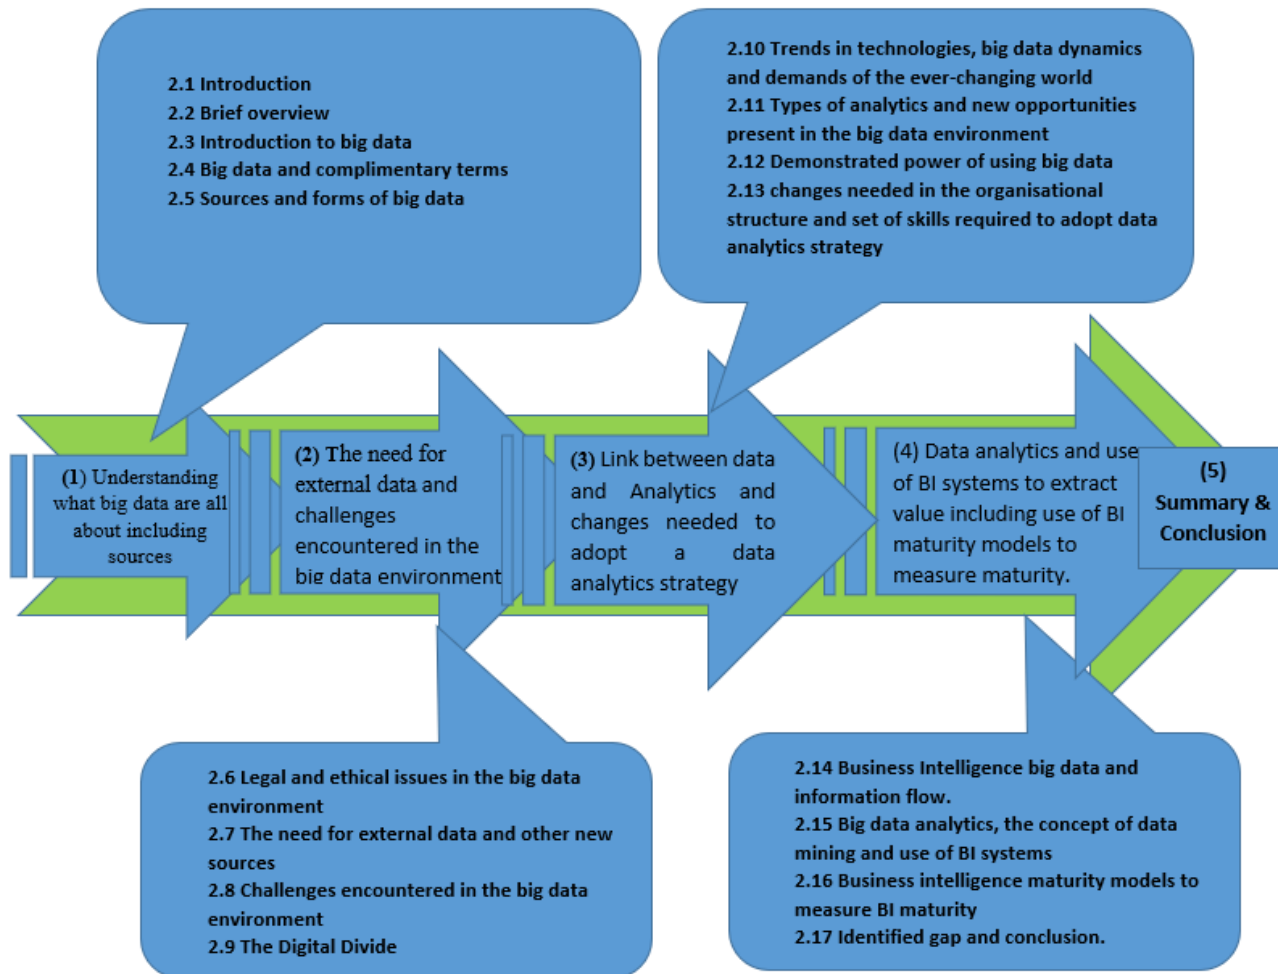 2.1 Introduction
2.2 Brief overview
2.3 Introduction to big data
2.4 Big data and complimentary terms
2.5 Sources and forms of big data
2.10 Trends in technologies, big data dynamics
and demands of the ever-changing world
2.11 Types of analytics and new opportunities
present in the big data environment
2.12 Demonstrated power of using big data
2.13 changes needed in the organisational
structure and set of skills required to adopt data
analytics strategy
(1) Understanding
what big data are all
about including
sources
(2) The need for
external data and
challenges
encountered in the
big data environment
(3) Link between data
and Analytics and
changes needed to
adopt a data
analytics strategy
(4) Data analytics and use
of BI systems to extract
value including use of BI
maturity models to
measure maturity.
(5)
Summary &
Conclusion
2.6 Legal and ethical issues in the big data
environment
2.7 The need for external data and other new
sources
2.8 Challenges encountered in the big data
environment
2.9 The Digital Divide
2.14 Business Intelligence big data and
information flow.
2.15 Big data analytics, the concept of data
mining and use of BI systems
2.16 Business intelligence maturity models to
measure BI maturity
2.17 Identified gap and conclusion.